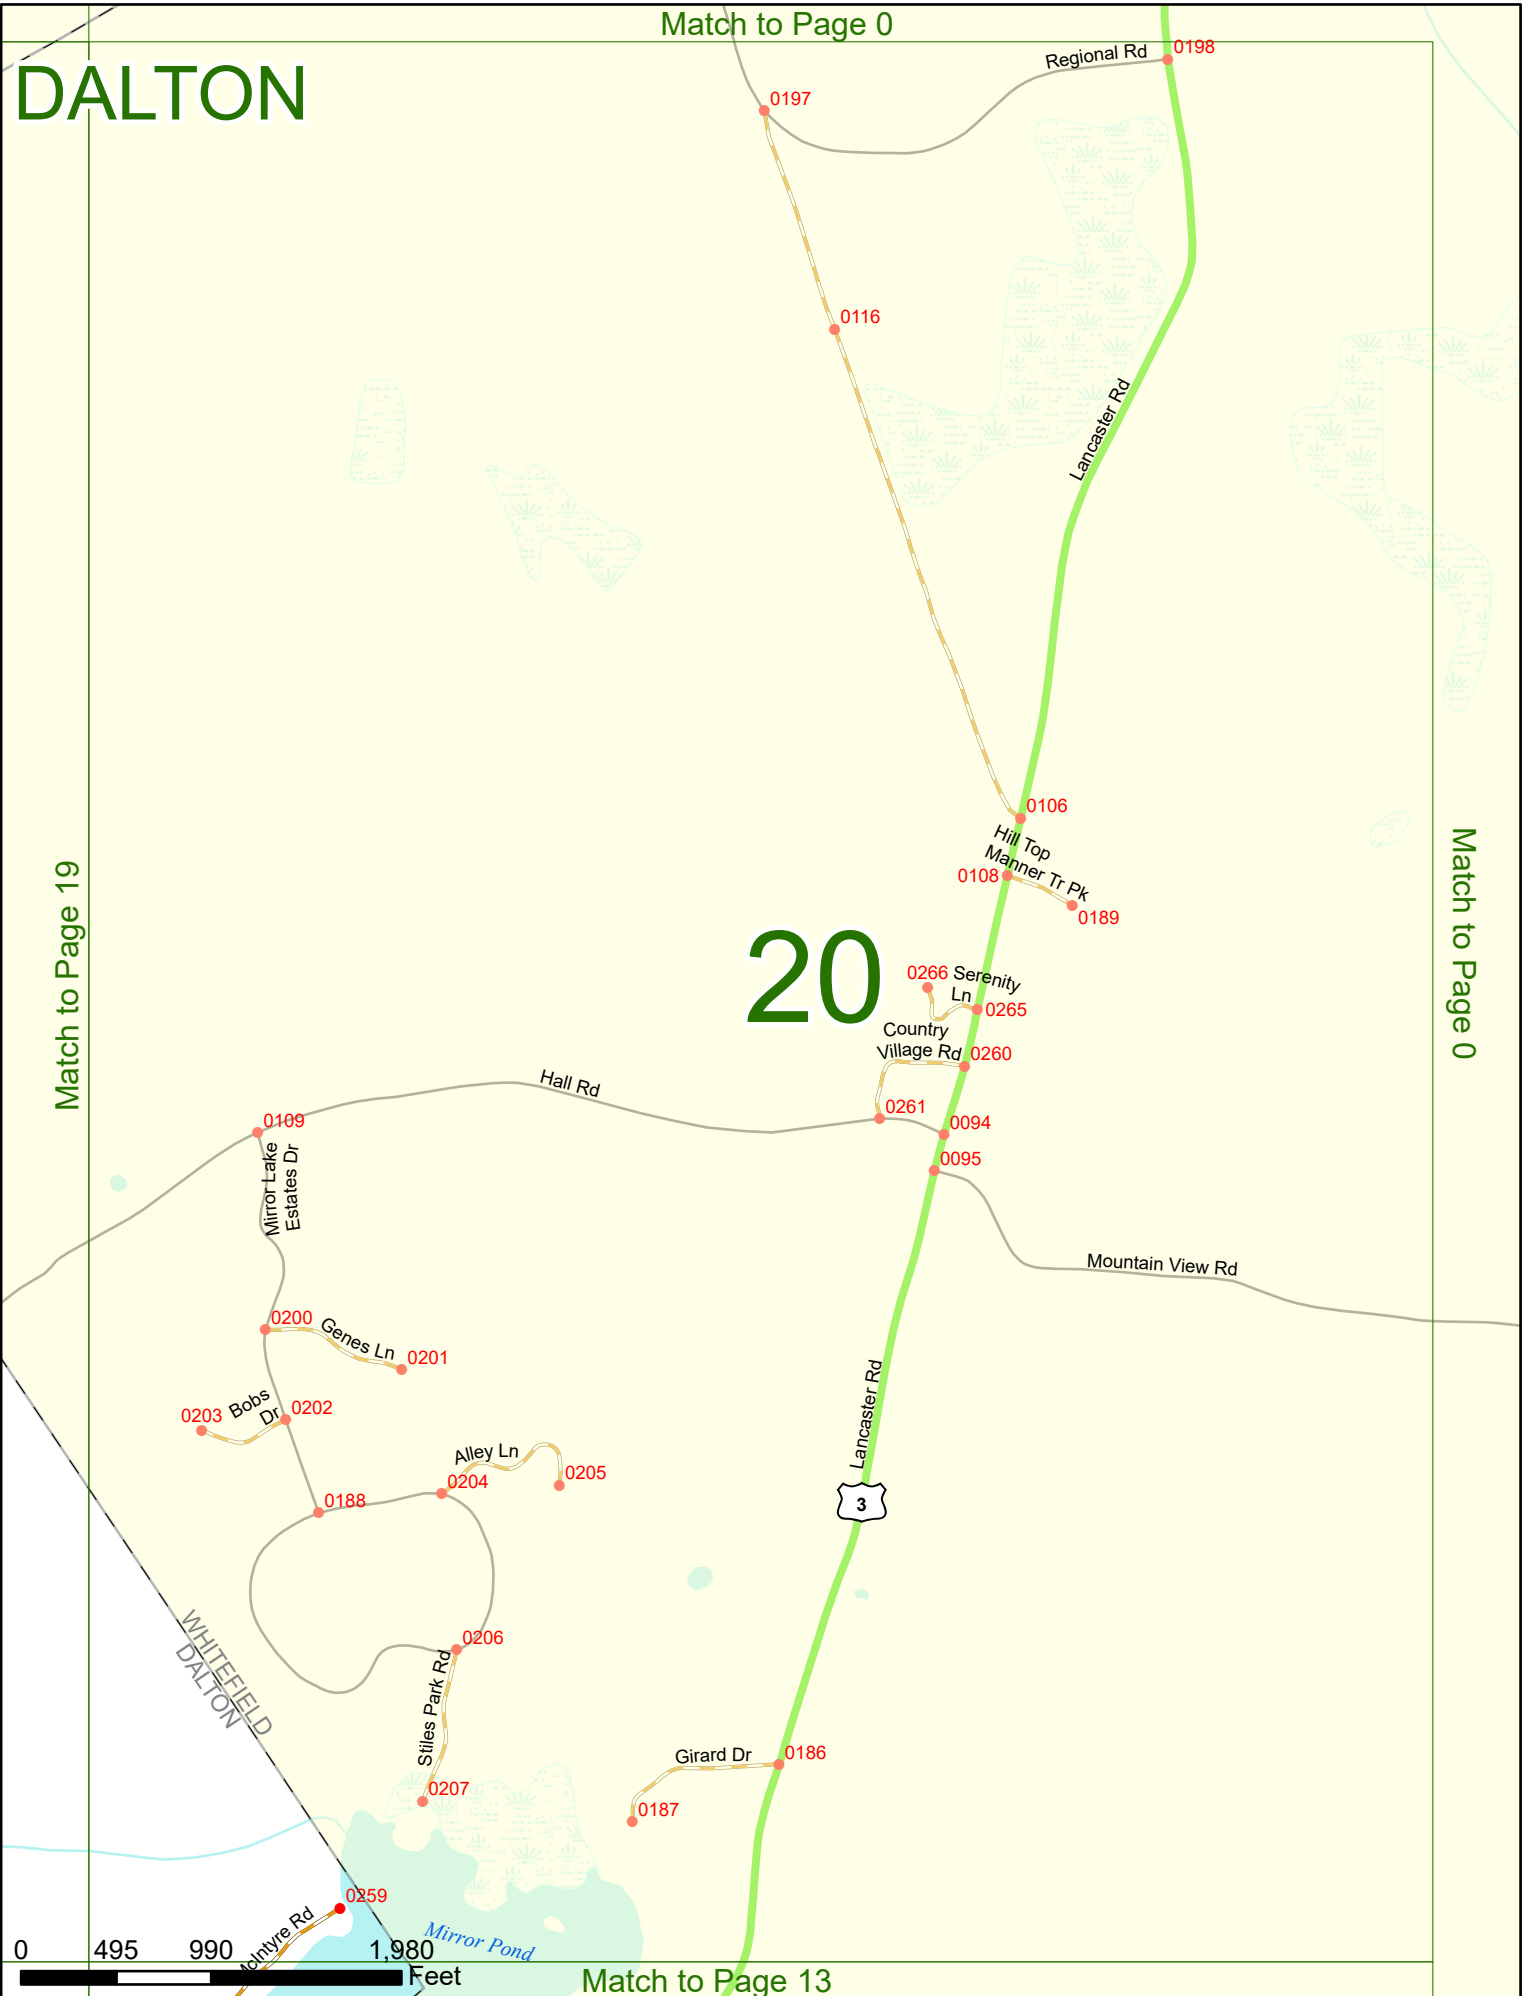 Match to Page 0
DALTON
Regional Rd
0198
0197
0116
Lancaster Rd
0106
Hill Top
Manner Tr Pk
0108
0189
Match to Page 19
Match to Page 0
20
0266
Serenity
Ln
0265
Country
Village Rd
0260
Hall Rd
0261
0109
0094
0095
Mirror Lake
Estates Dr
Mountain View Rd
0200
Genes Ln
0201
Bobs
Dr
0203
0202
Lancaster Rd
Alley Ln
0204
0205
0188
3
WHITEFIELD
DALTON
0206
Stiles Park Rd
Girard Dr
0186
0207
0187
0259
McIntyre Rd
Mirror Pond
0 495 990 1,980
Feet
Match to Page 13